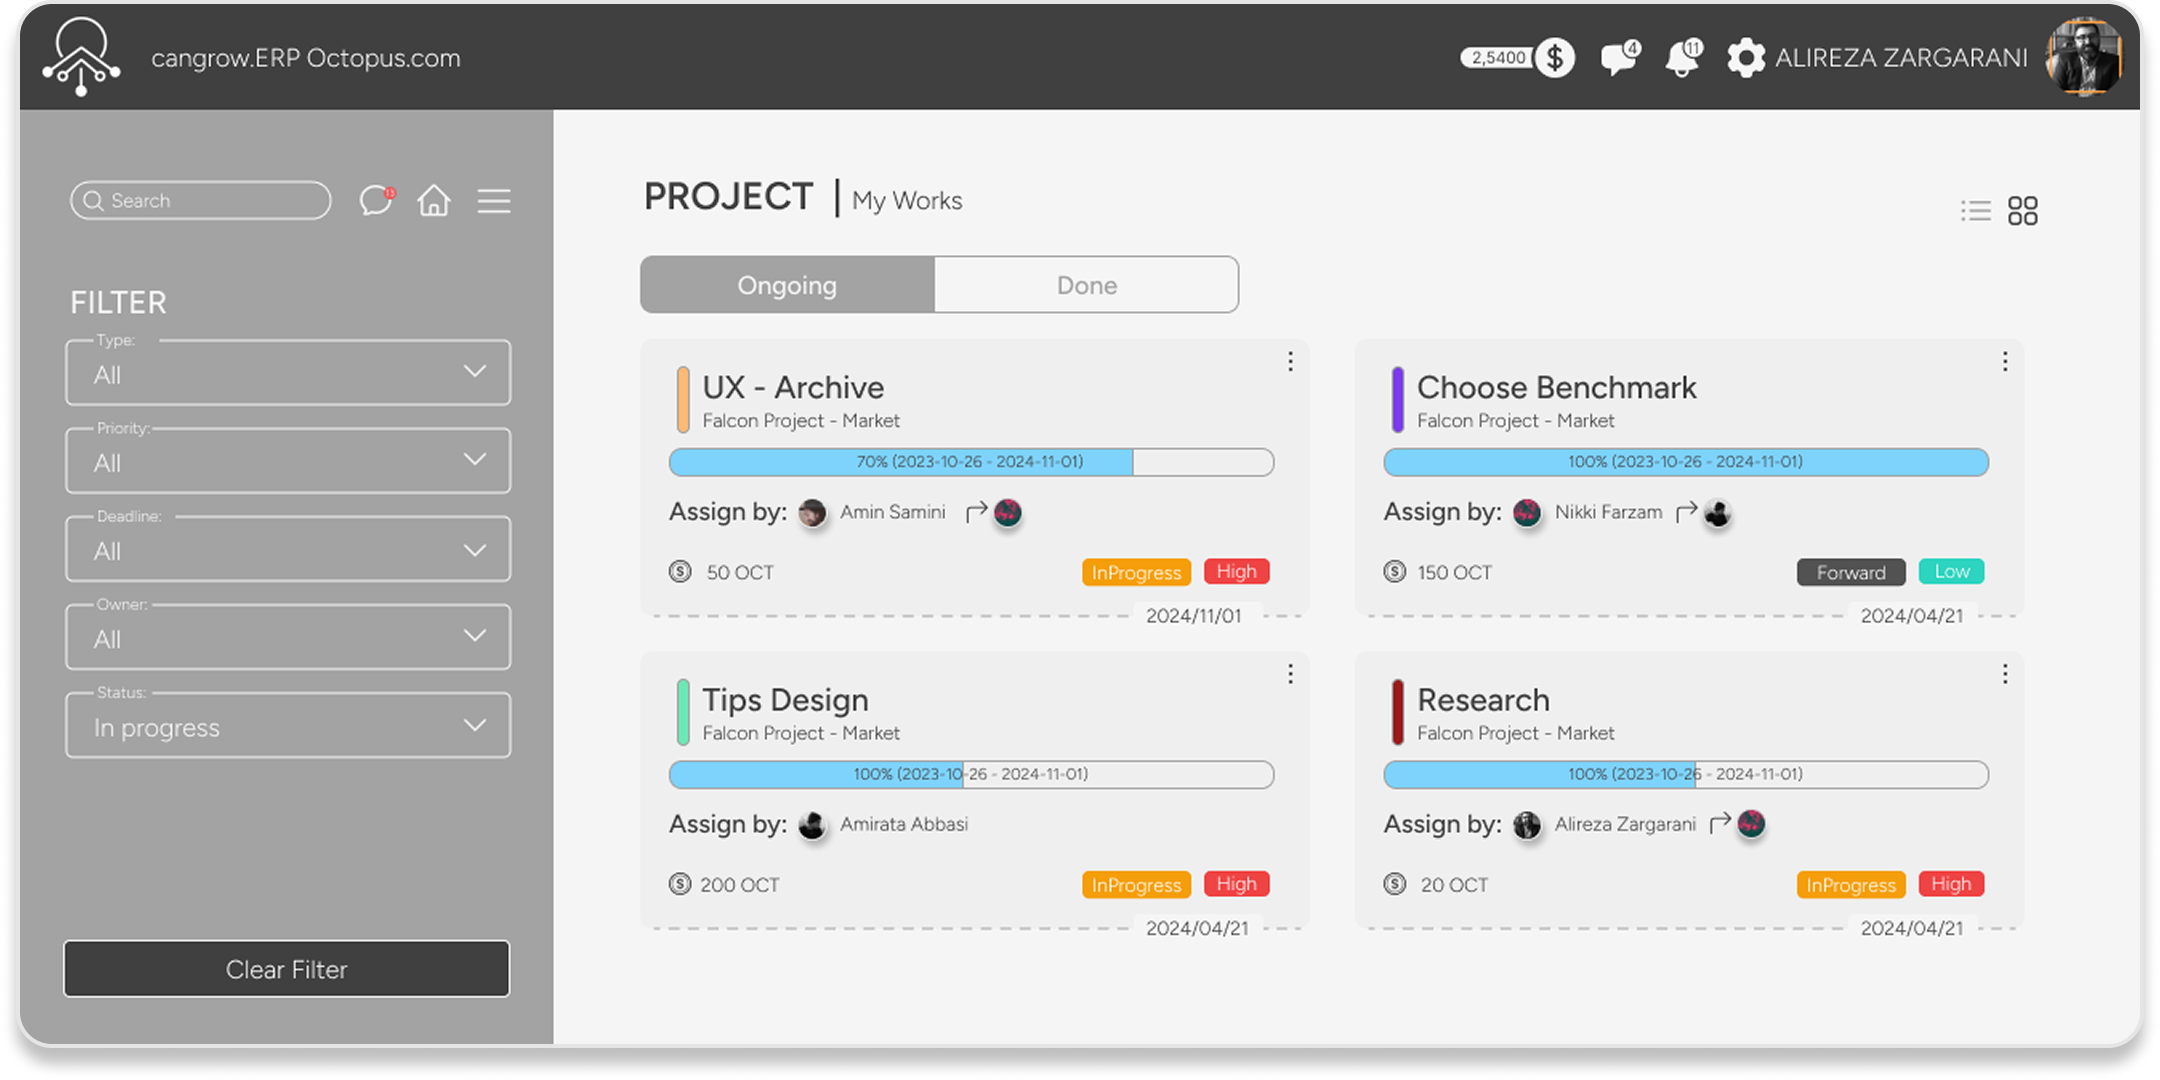 cangrow.ERP Octopus.com
2,5400
$
4
11
ALIREZA ZARGARANI
Search
13
FILTER
Type:
All
Priority:
All
Deadline:
All
Owner:
All
Status:
In progress
Clear Filter
PROJECT | My Works
Ongoing
Done
UX - Archive
Falcon Project - Market
70% (2023-10-26 - 2024-11-01)
Assign by: Amin Samini
50 OCT
InProgress
High
2024/11/01
Choose Benchmark
Falcon Project - Market
100% (2023-10-26 - 2024-11-01)
Assign by: Nikki Farzam
150 OCT
Forward
Low
2024/04/21
Tips Design
Falcon Project - Market
100% (2023-10-26 - 2024-11-01)
Assign by: Amirata Abbasi
200 OCT
InProgress
High
2024/04/21
Research
Falcon Project - Market
100% (2023-10-26 - 2024-11-01)
Assign by: Alireza Zargarani
20 OCT
InProgress
High
2024/04/21